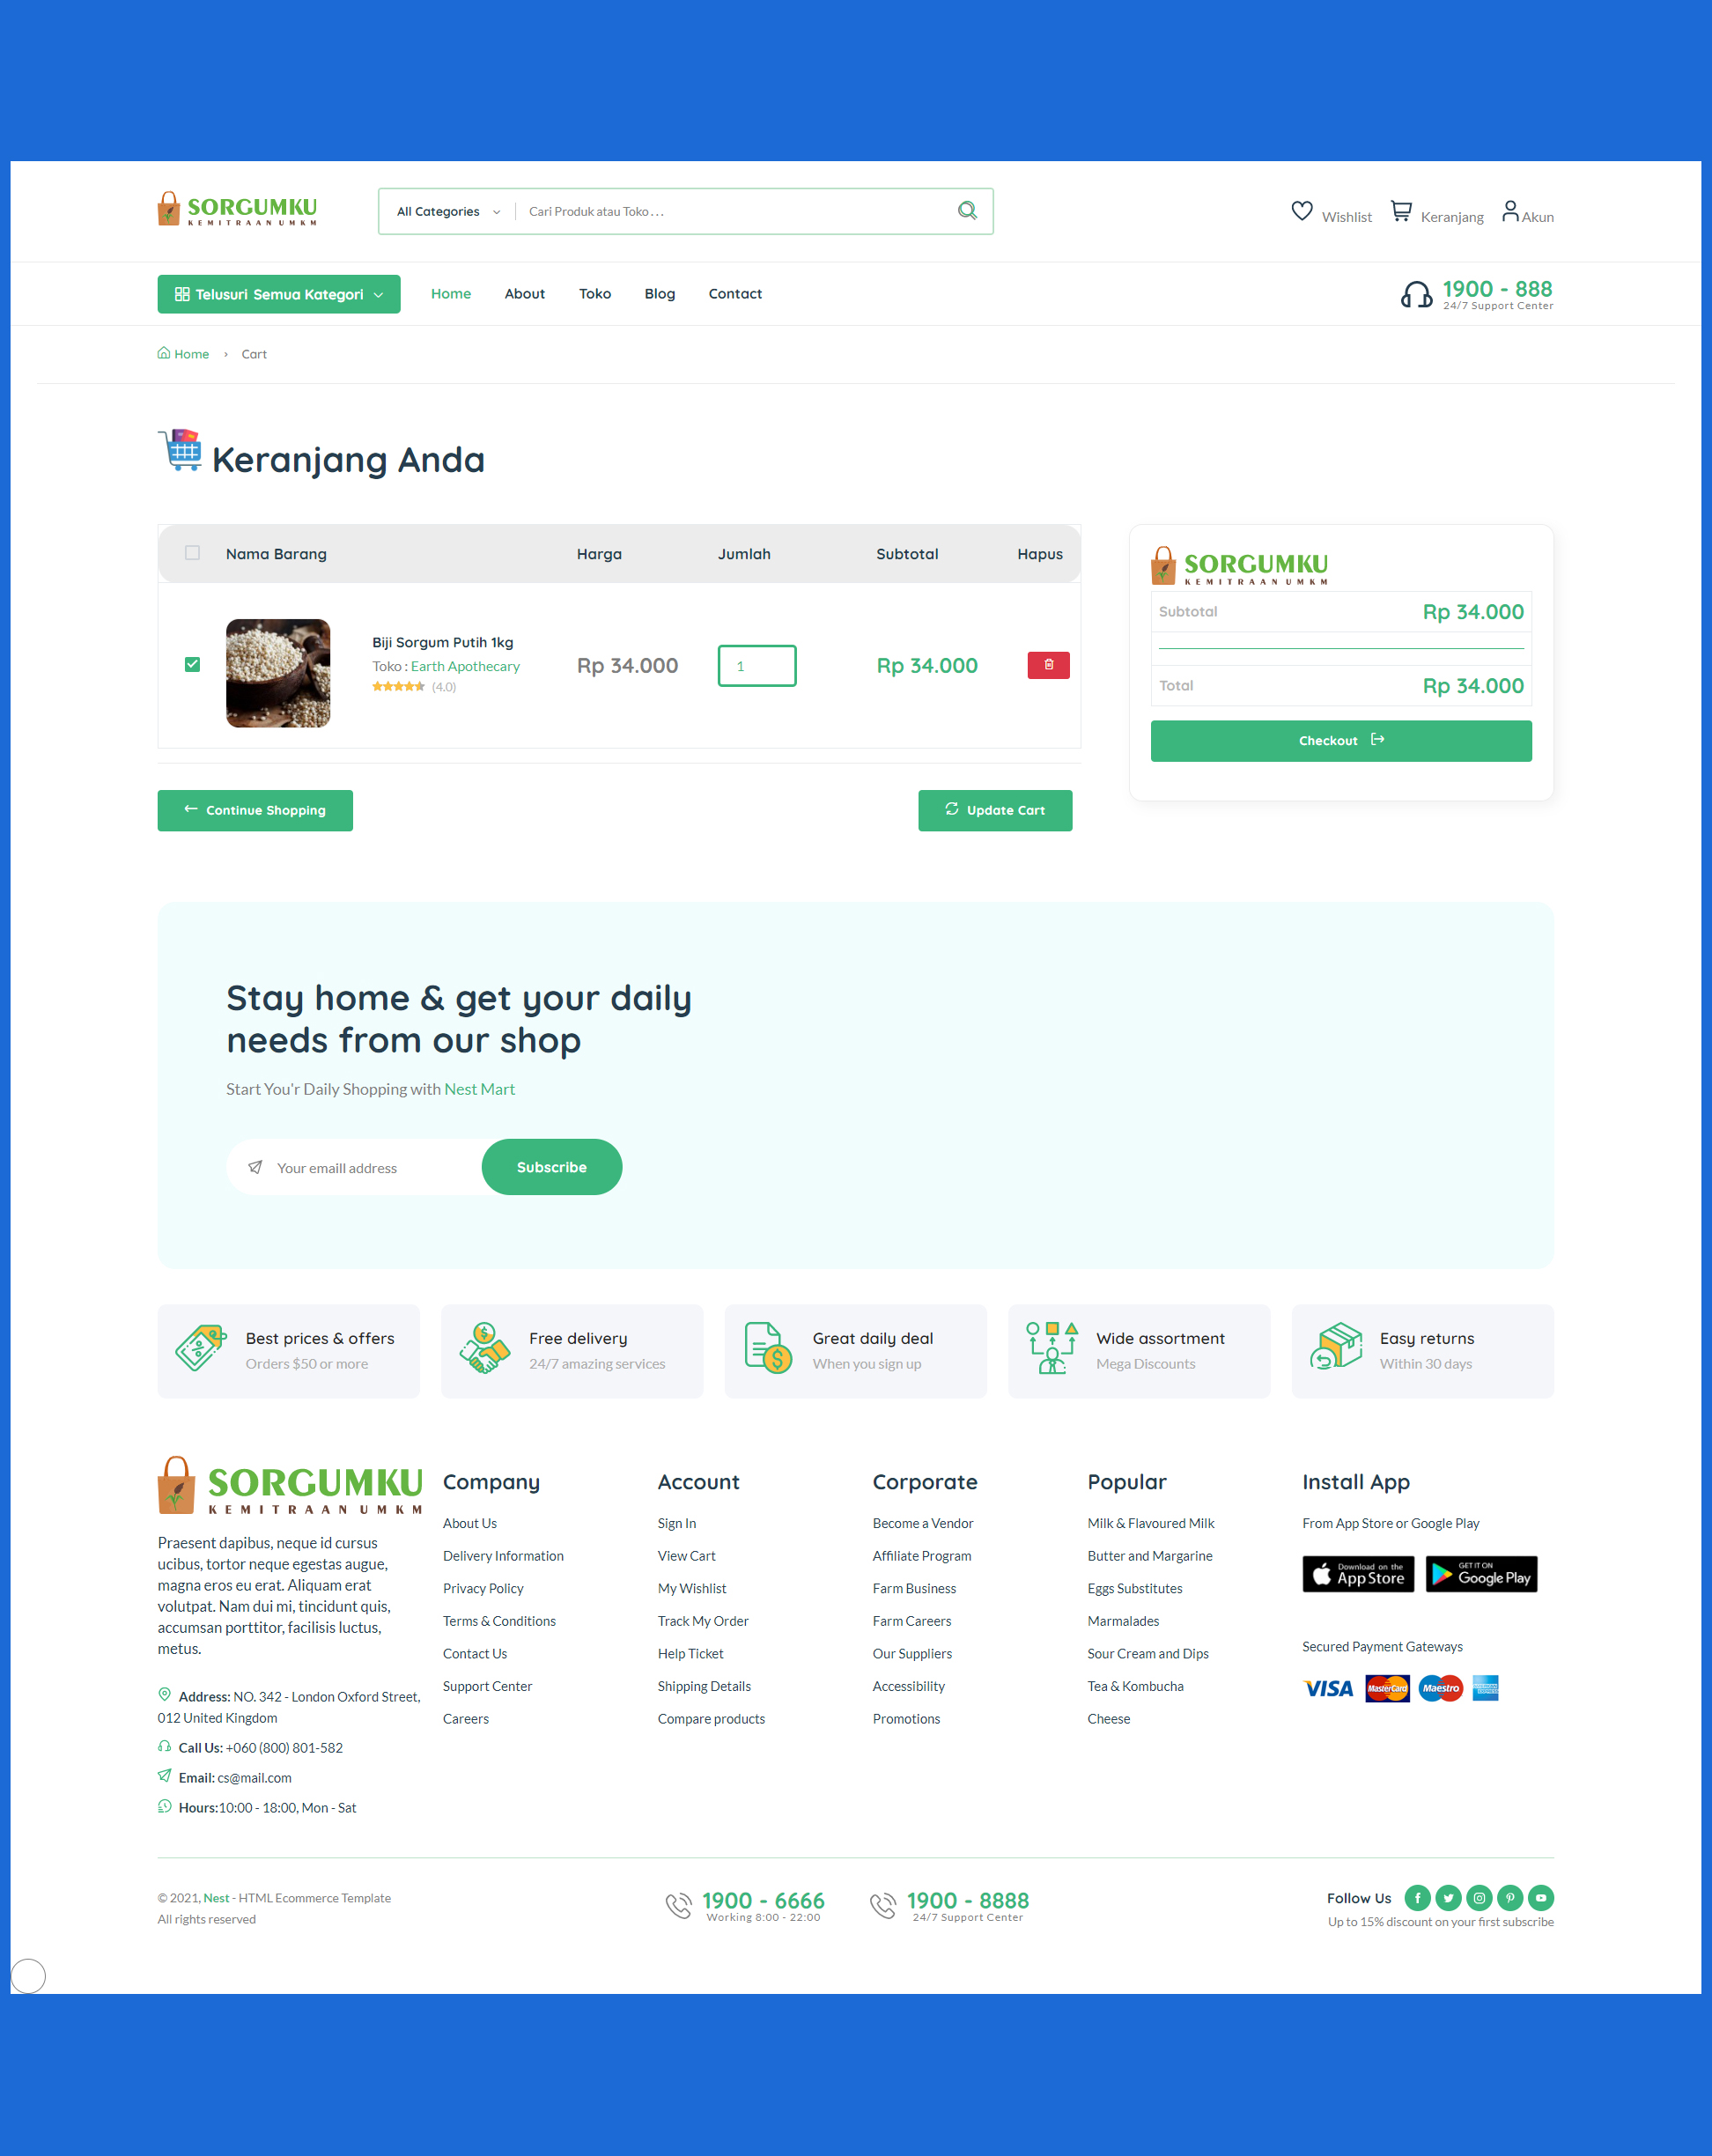 SORGUMKU
KEMITRAAN UMKM
All Categories
Cari Produk atau Toko . . .
Wishlist
Keranjang
Akun
Telusuri Semua Kategori
Home
About
Toko
Blog
Contact
1900 - 888
24/7 Support Center
Home › Cart
Keranjang Anda
Nama Barang
Harga
Jumlah
Subtotal
Hapus
Biji Sorgum Putih 1kg
Toko : Earth Apothecary
(4.0)
Rp 34.000
1
Rp 34.000
SORGUMKU
KEMITRAAN UMKM
Subtotal Rp 34.000
Total Rp 34.000
Checkout
Continue Shopping
Update Cart
Stay home & get your daily
needs from our shop
Start You'r Daily Shopping with Nest Mart
Your emaill address
Subscribe
Best prices & offers
Orders $50 or more
Free delivery
24/7 amazing services
Great daily deal
When you sign up
Wide assortment
Mega Discounts
Easy returns
Within 30 days
SORGUMKU
KEMITRAAN UMKM
Praesent dapibus, neque id cursus
ucibus, tortor neque egestas augue,
magna eros eu erat. Aliquam erat
volutpat. Nam dui mi, tincidunt quis,
accumsan porttitor, facilisis luctus,
metus.
Address: NO. 342 - London Oxford Street,
012 United Kingdom
Call Us: +060 (800) 801-582
Email: cs@mail.com
Hours:10:00 - 18:00, Mon - Sat
Company
About Us
Delivery Information
Privacy Policy
Terms & Conditions
Contact Us
Support Center
Careers
Account
Sign In
View Cart
My Wishlist
Track My Order
Help Ticket
Shipping Details
Compare products
Corporate
Become a Vendor
Affiliate Program
Farm Business
Farm Careers
Our Suppliers
Accessibility
Promotions
Popular
Milk & Flavoured Milk
Butter and Margarine
Eggs Substitutes
Marmalades
Sour Cream and Dips
Tea & Kombucha
Cheese
Install App
From App Store or Google Play
Download on the
App Store
GET IT ON
Google Play
Secured Payment Gateways
VISA
MasterCard
Maestro
AMERICAN EXPRESS
© 2021, Nest - HTML Ecommerce Template
All rights reserved
1900 - 6666
Working 8:00 - 22:00
1900 - 8888
24/7 Support Center
Follow Us
Up to 15% discount on your first subscribe